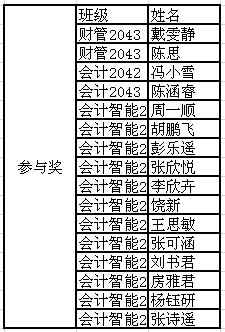 班级 姓名
财管2043 戴雯静
财管2043 陈思
会计2042 冯小雪
会计2043 陈涵睿
会计智能2 周一顺
会计智能2 胡鹏飞
会计智能2 彭乐遥
参与奖 会计智能2 张欣悦
会计智能2 李欣卉
会计智能2 饶新
会计智能2 王思敏
会计智能2 张可涵
会计智能2 刘书君
会计智能2 房雅君
会计智能2 杨钰研
会计智能2 张诗遥